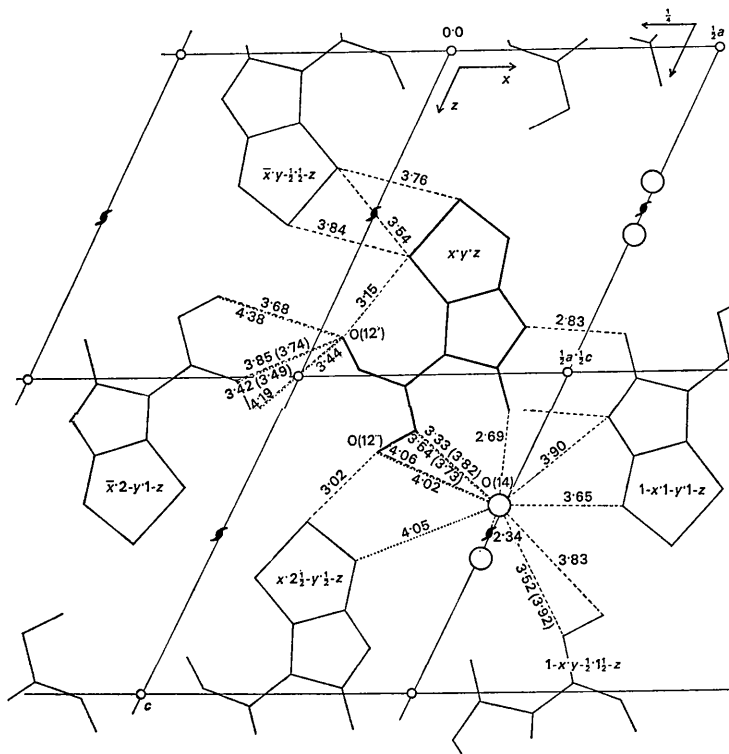 0·0
½a
¼
x
z
x̄·y-½·½-z
3·76
3·54
3·84
x·y·z
3·15
3·68
4·38
2·83
O(12')
3·85 (3·74)
3·42 (3·49)
3·44
4·19
½a·½c
2·69
3·33 (3·82)
3·64 (3·73)
O(12'')
4·06
4·02
3·90
O(14)
x̄·2-y·1-z
3·02
1-x·1-y·1-z
3·65
2·34
4·05
3·83
x·2½-y·½-z
3·52 (3·92)
1-x·y-½·1½-z
c